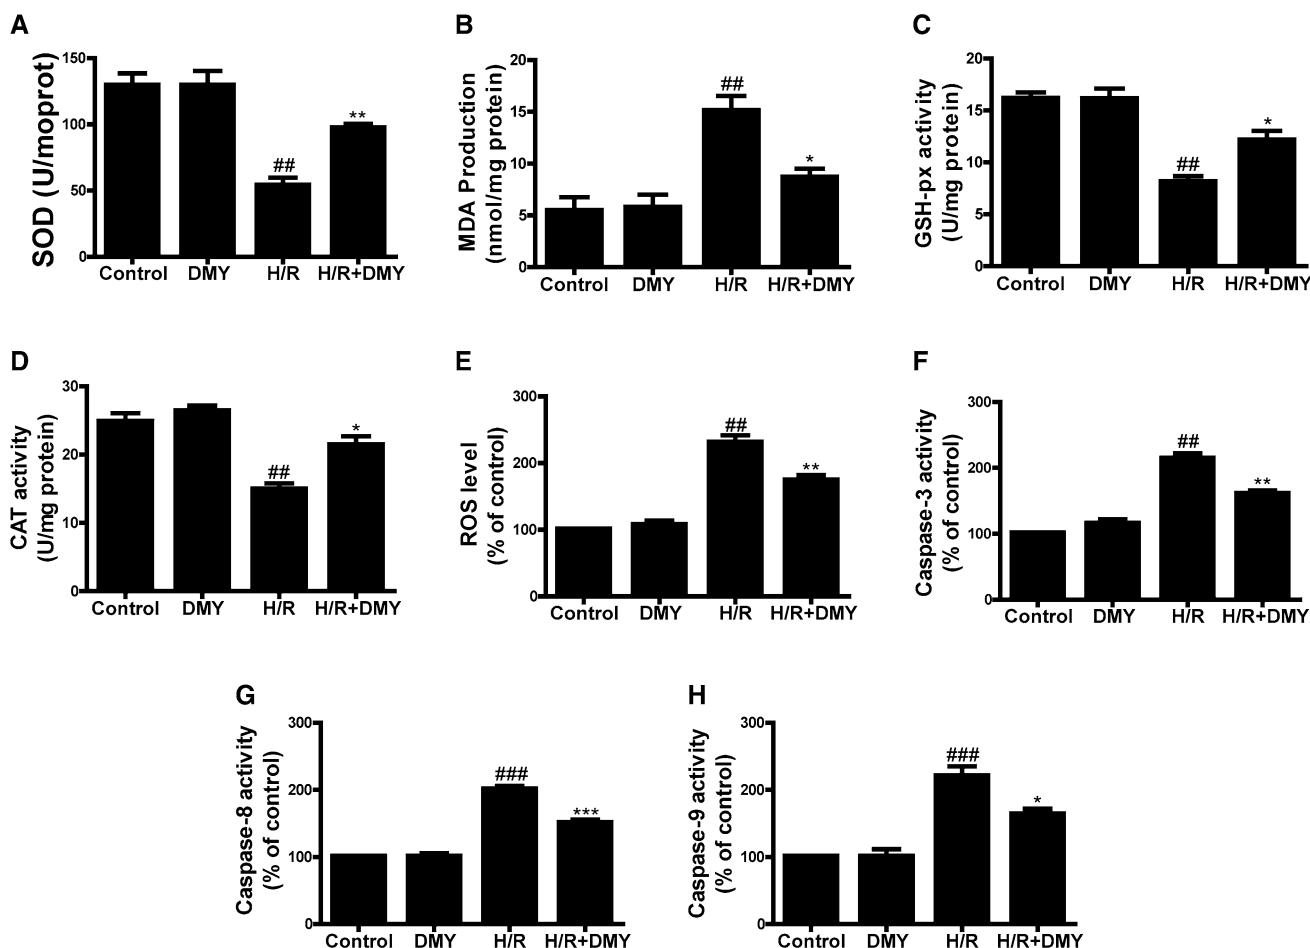 A
SOD (U/moprot)
150
100
50
0
##
**
Control DMY H/R H/R+DMY
B
MDA Production
(nmol/mg protein)
20
15
10
5
0
##
*
Control DMY H/R H/R+DMY
C
GSH-px activity
(U/mg protein)
20
15
10
5
0
##
*
Control DMY H/R H/R+DMY
D
CAT activity
(U/mg protein)
30
20
10
0
##
*
Control DMY H/R H/R+DMY
E
ROS level
(% of control)
300
200
100
0
##
**
Control DMY H/R H/R+DMY
F
Caspase-3 activity
(% of control)
300
200
100
0
##
**
Control DMY H/R H/R+DMY
G
Caspase-8 activity
(% of control)
300
200
100
0
###
***
Control DMY H/R H/R+DMY
H
Caspase-9 activity
(% of control)
300
200
100
0
###
*
Control DMY H/R H/R+DMY